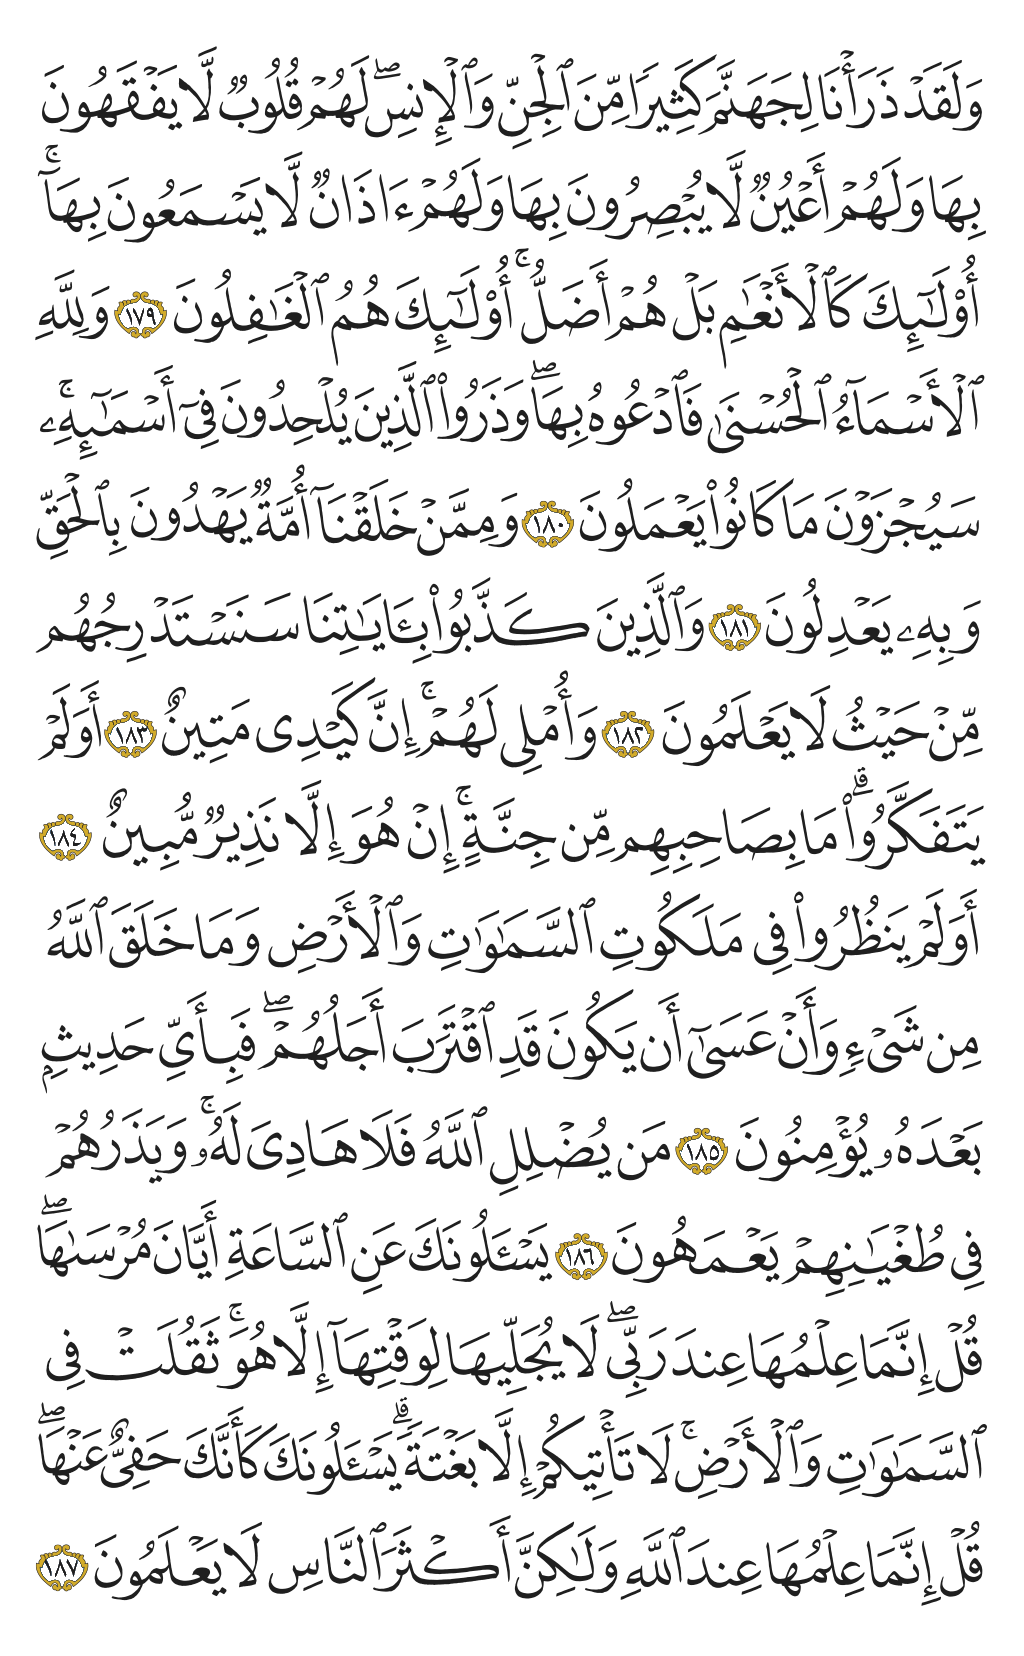 وَلَقَدْ ذَرَأْنَا لِجَهَنَّمَ كَثِيرًا مِّنَ ٱلْجِنِّ وَٱلْإِنسِ ۖ لَهُمْ قُلُوبٌ لَّا يَفْقَهُونَ
بِهَا وَلَهُمْ أَعْيُنٌ لَّا يُبْصِرُونَ بِهَا وَلَهُمْ ءَاذَانٌ لَّا يَسْمَعُونَ بِهَآ ۚ
أُو۟لَـٰٓئِكَ كَٱلْأَنْعَـٰمِ بَلْ هُمْ أَضَلُّ ۚ أُو۟لَـٰٓئِكَ هُمُ ٱلْغَـٰفِلُونَ ١٧٩ وَلِلَّهِ
ٱلْأَسْمَآءُ ٱلْحُسْنَىٰ فَٱدْعُوهُ بِهَا ۖ وَذَرُوا۟ ٱلَّذِينَ يُلْحِدُونَ فِىٓ أَسْمَـٰٓئِهِۦ ۚ
سَيُجْزَوْنَ مَا كَانُوا۟ يَعْمَلُونَ ١٨٠ وَمِمَّنْ خَلَقْنَآ أُمَّةٌ يَهْدُونَ بِٱلْحَقِّ
وَبِهِۦ يَعْدِلُونَ ١٨١ وَٱلَّذِينَ كَذَّبُوا۟ بِـَٔايَـٰتِنَا سَنَسْتَدْرِجُهُم
مِّنْ حَيْثُ لَا يَعْلَمُونَ ١٨٢ وَأُمْلِى لَهُمْ ۚ إِنَّ كَيْدِى مَتِينٌ ١٨٣ أَوَلَمْ
يَتَفَكَّرُوا۟ ۗ مَا بِصَاحِبِهِم مِّن جِنَّةٍ ۚ إِنْ هُوَ إِلَّا نَذِيرٌ مُّبِينٌ ١٨٤
أَوَلَمْ يَنظُرُوا۟ فِى مَلَكُوتِ ٱلسَّمَـٰوَٰتِ وَٱلْأَرْضِ وَمَا خَلَقَ ٱللَّهُ
مِن شَىْءٍ وَأَنْ عَسَىٰٓ أَن يَكُونَ قَدِ ٱقْتَرَبَ أَجَلُهُمْ ۖ فَبِأَىِّ حَدِيثٍۭ
بَعْدَهُۥ يُؤْمِنُونَ ١٨٥ مَن يُضْلِلِ ٱللَّهُ فَلَا هَادِىَ لَهُۥ ۚ وَيَذَرُهُمْ
فِى طُغْيَـٰنِهِمْ يَعْمَهُونَ ١٨٦ يَسْـَٔلُونَكَ عَنِ ٱلسَّاعَةِ أَيَّانَ مُرْسَىٰهَا ۖ
قُلْ إِنَّمَا عِلْمُهَا عِندَ رَبِّى ۖ لَا يُجَلِّيهَا لِوَقْتِهَآ إِلَّا هُوَ ۚ ثَقُلَتْ فِى
ٱلسَّمَـٰوَٰتِ وَٱلْأَرْضِ ۚ لَا تَأْتِيكُمْ إِلَّا بَغْتَةً ۗ يَسْـَٔلُونَكَ كَأَنَّكَ حَفِىٌّ عَنْهَا ۖ
قُلْ إِنَّمَا عِلْمُهَا عِندَ ٱللَّهِ وَلَـٰكِنَّ أَكْثَرَ ٱلنَّاسِ لَا يَعْلَمُونَ ١٨٧